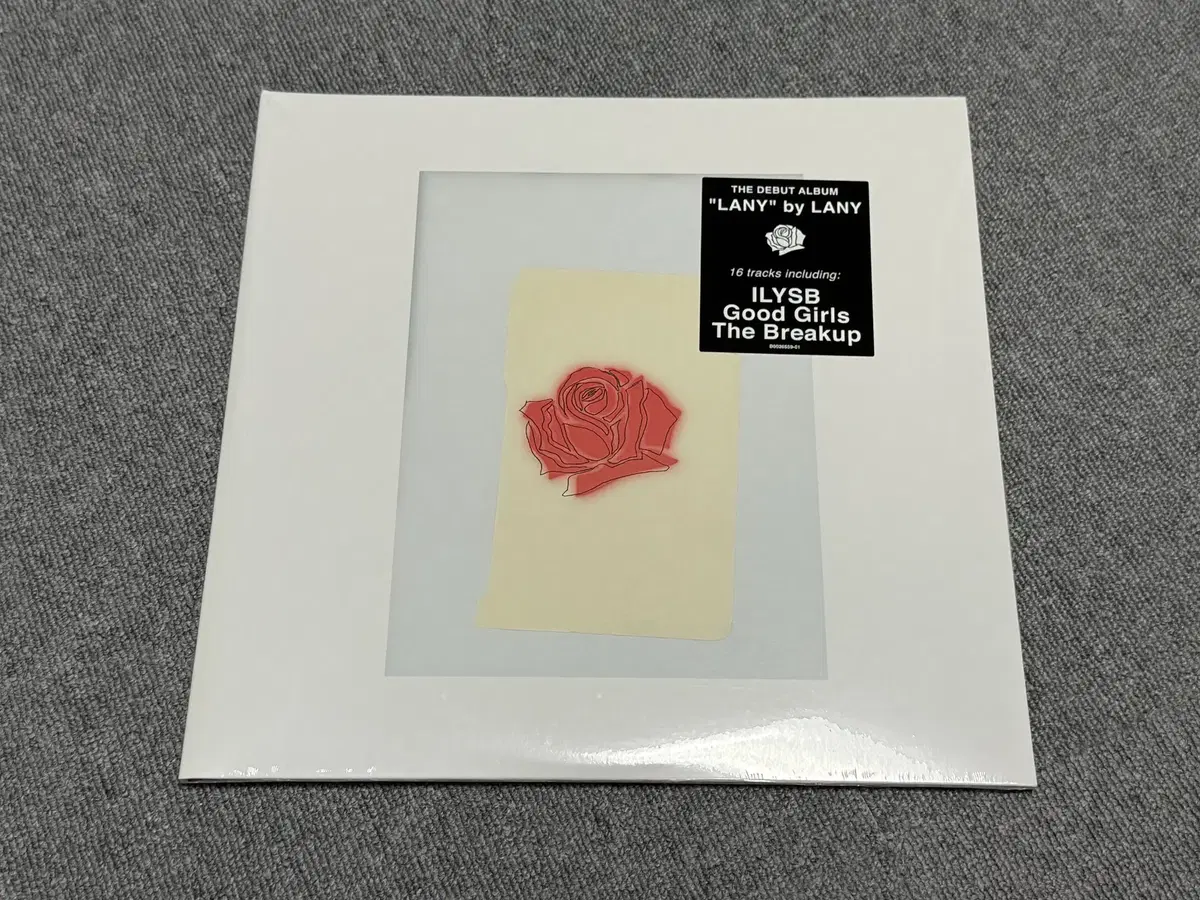 THE DEBUT ALBUM
"LANY" by LANY
16 tracks including:
ILYSB
Good Girls
The Breakup